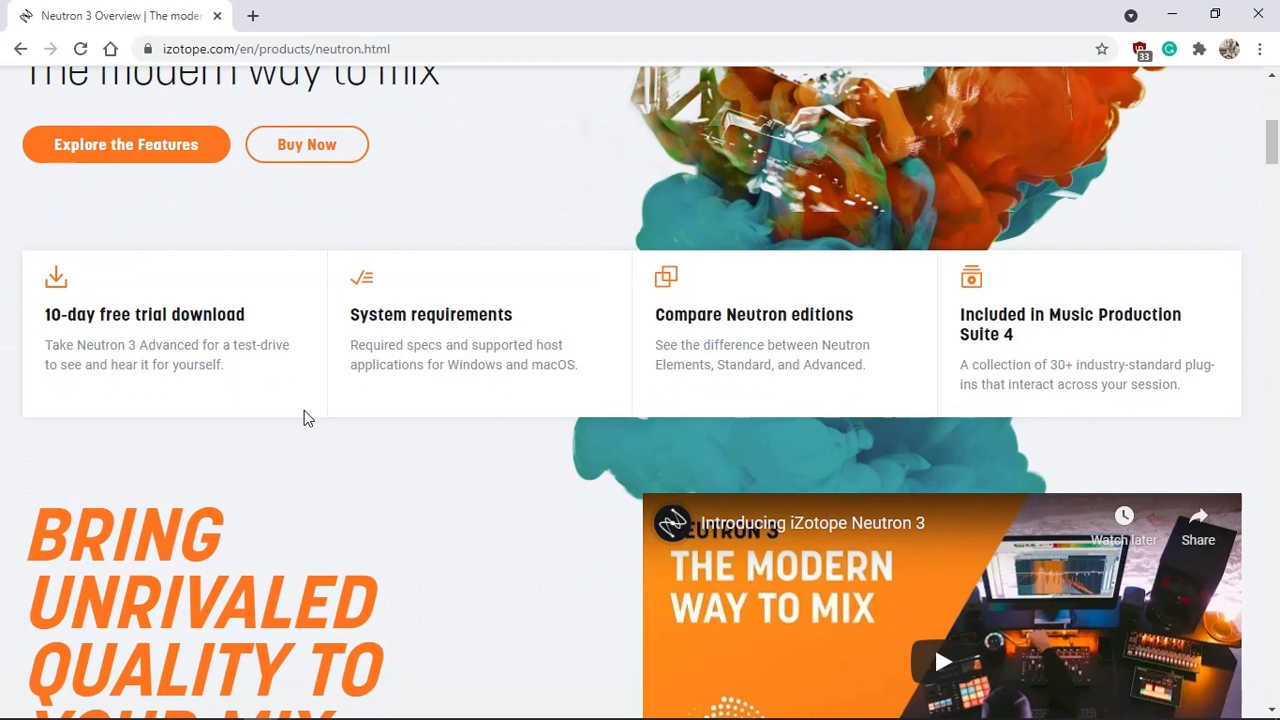 Neutron 3 Overview | The moder
izotope.com/en/products/neutron.html
33
The modern way to mix
Explore the Features
Buy Now
10-day free trial download
Take Neutron 3 Advanced for a test-drive
to see and hear it for yourself.
System requirements
Required specs and supported host
applications for Windows and macOS.
Compare Neutron editions
See the difference between Neutron
Elements, Standard, and Advanced.
Included in Music Production
Suite 4
A collection of 30+ industry-standard plug-
ins that interact across your session.
BRING
UNRIVALED
QUALITY TO
YOUR MIX
Introducing iZotope Neutron 3
Watch later
Share
NEUTRON 3
THE MODERN
WAY TO MIX